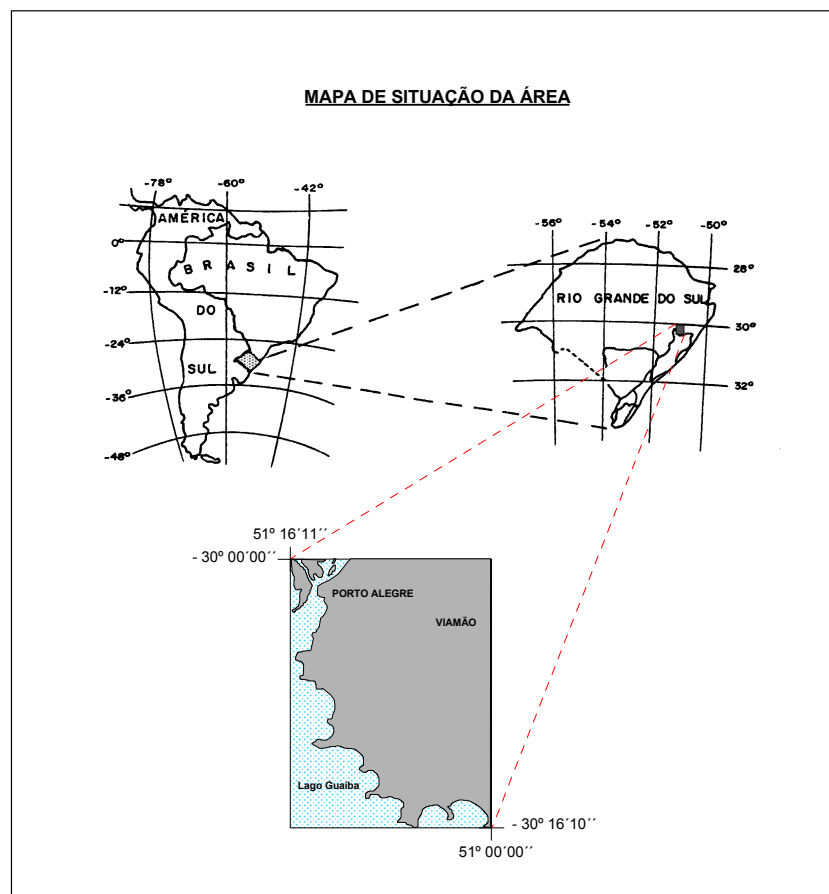 MAPA DE SITUAÇÃO DA ÁREA
-78º
-60º
-42º
AMÉRICA
0º
BRASIL
-12º
DO
-24º
SUL
-36º
-48º
-56º
-54º
-52º
-50º
28º
RIO GRANDE DO SUL
30º
32º
51º 16´11´´
- 30º 00´00´´
PORTO ALEGRE
VIAMÃO
Lago Guaíba
- 30º 16´10´´
51º 00´00´´